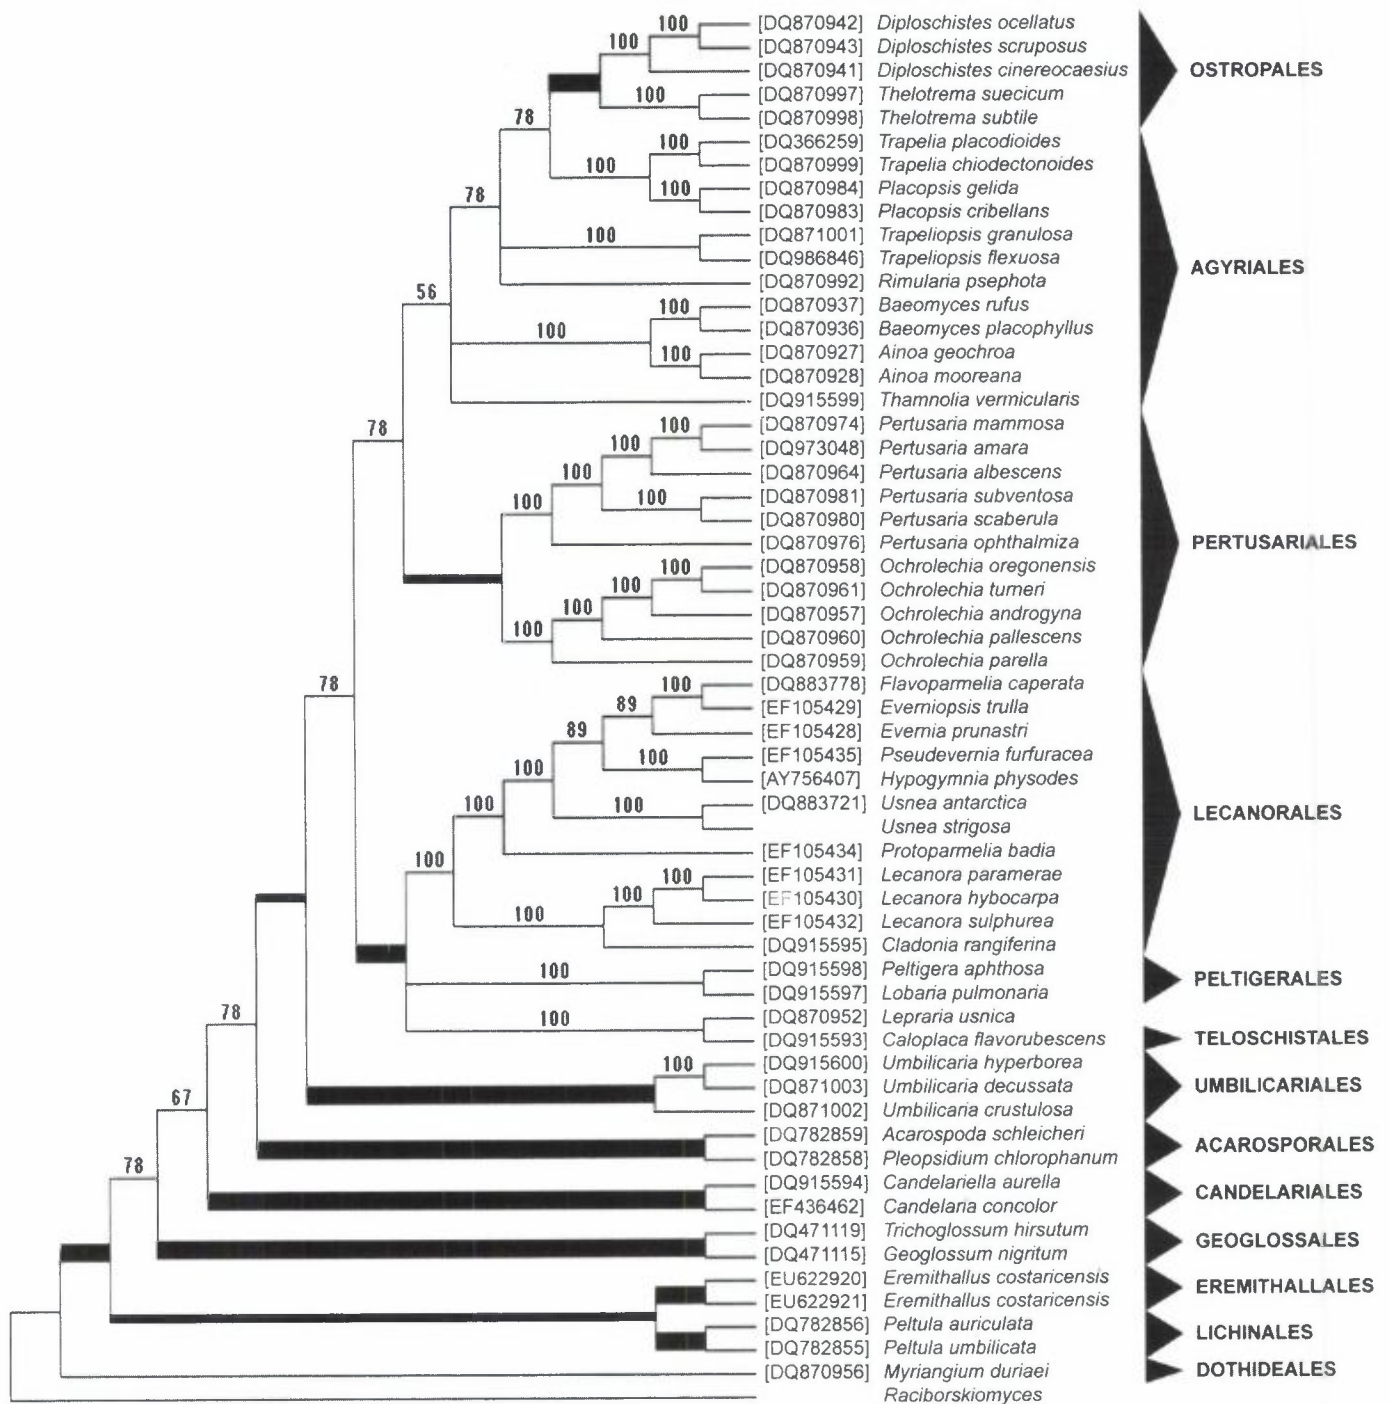 100 [DQ870942] Diploschistes ocellatus
100 [DQ870943] Diploschistes scruposus
[DQ870941] Diploschistes cinereocaesius OSTROPALES
100 [DQ870997] Thelotrema suecicum
78 [DQ870998] Thelotrema subtile
100 [DQ366259] Trapelia placodioides
100 [DQ870999] Trapelia chiodectonoides
78 100 [DQ870984] Placopsis gelida
[DQ870983] Placopsis cribellans
100 [DQ871001] Trapeliopsis granulosa
[DQ986846] Trapeliopsis flexuosa AGYRIALES
[DQ870992] Rimularia psephota
56 100 [DQ870937] Baeomyces rufus
100 [DQ870936] Baeomyces placophyllus
100 [DQ870927] Ainoa geochroa
[DQ870928] Ainoa mooreana
[DQ915599] Thamnolia vermicularis
78 100 [DQ870974] Pertusaria mammosa
100 [DQ973048] Pertusaria amara
100 [DQ870964] Pertusaria albescens
100 100 [DQ870981] Pertusaria subventosa
[DQ870980] Pertusaria scaberula
[DQ870976] Pertusaria ophthalmiza PERTUSARIALES
100 [DQ870958] Ochrolechia oregonensis
100 [DQ870961] Ochrolechia turneri
100 [DQ870957] Ochrolechia androgyna
100 [DQ870960] Ochrolechia pallescens
[DQ870959] Ochrolechia parella
78 100 [DQ883778] Flavoparmelia caperata
89 [EF105429] Everniopsis trulla
89 [EF105428] Evernia prunastri
100 100 [EF105435] Pseudevernia furfuracea
[AY756407] Hypogymnia physodes
100 100 [DQ883721] Usnea antarctica LECANORALES
Usnea strigosa
100 [EF105434] Protoparmelia badia
100 [EF105431] Lecanora paramerae
100 [EF105430] Lecanora hybocarpa
100 [EF105432] Lecanora sulphurea
[DQ915595] Cladonia rangiferina
100 [DQ915598] Peltigera aphthosa PELTIGERALES
[DQ915597] Lobaria pulmonaria
78 100 [DQ870952] Lepraria usnica
[DQ915593] Caloplaca flavorubescens TELOSCHISTALES
100 [DQ915600] Umbilicaria hyperborea
[DQ871003] Umbilicaria decussata UMBILICARIALES
67 [DQ871002] Umbilicaria crustulosa
[DQ782859] Acarospoda schleicheri ACAROSPORALES
78 [DQ782858] Pleopsidium chlorophanum
[DQ915594] Candelariella aurella CANDELARIALES
[EF436462] Candelaria concolor
[DQ471119] Trichoglossum hirsutum GEOGLOSSALES
[DQ471115] Geoglossum nigritum
[EU622920] Eremithallus costaricensis EREMITHALLALES
[EU622921] Eremithallus costaricensis
[DQ782856] Peltula auriculata LICHINALES
[DQ782855] Peltula umbilicata
[DQ870956] Myriangium duriaei DOTHIDEALES
Raciborskiomyces